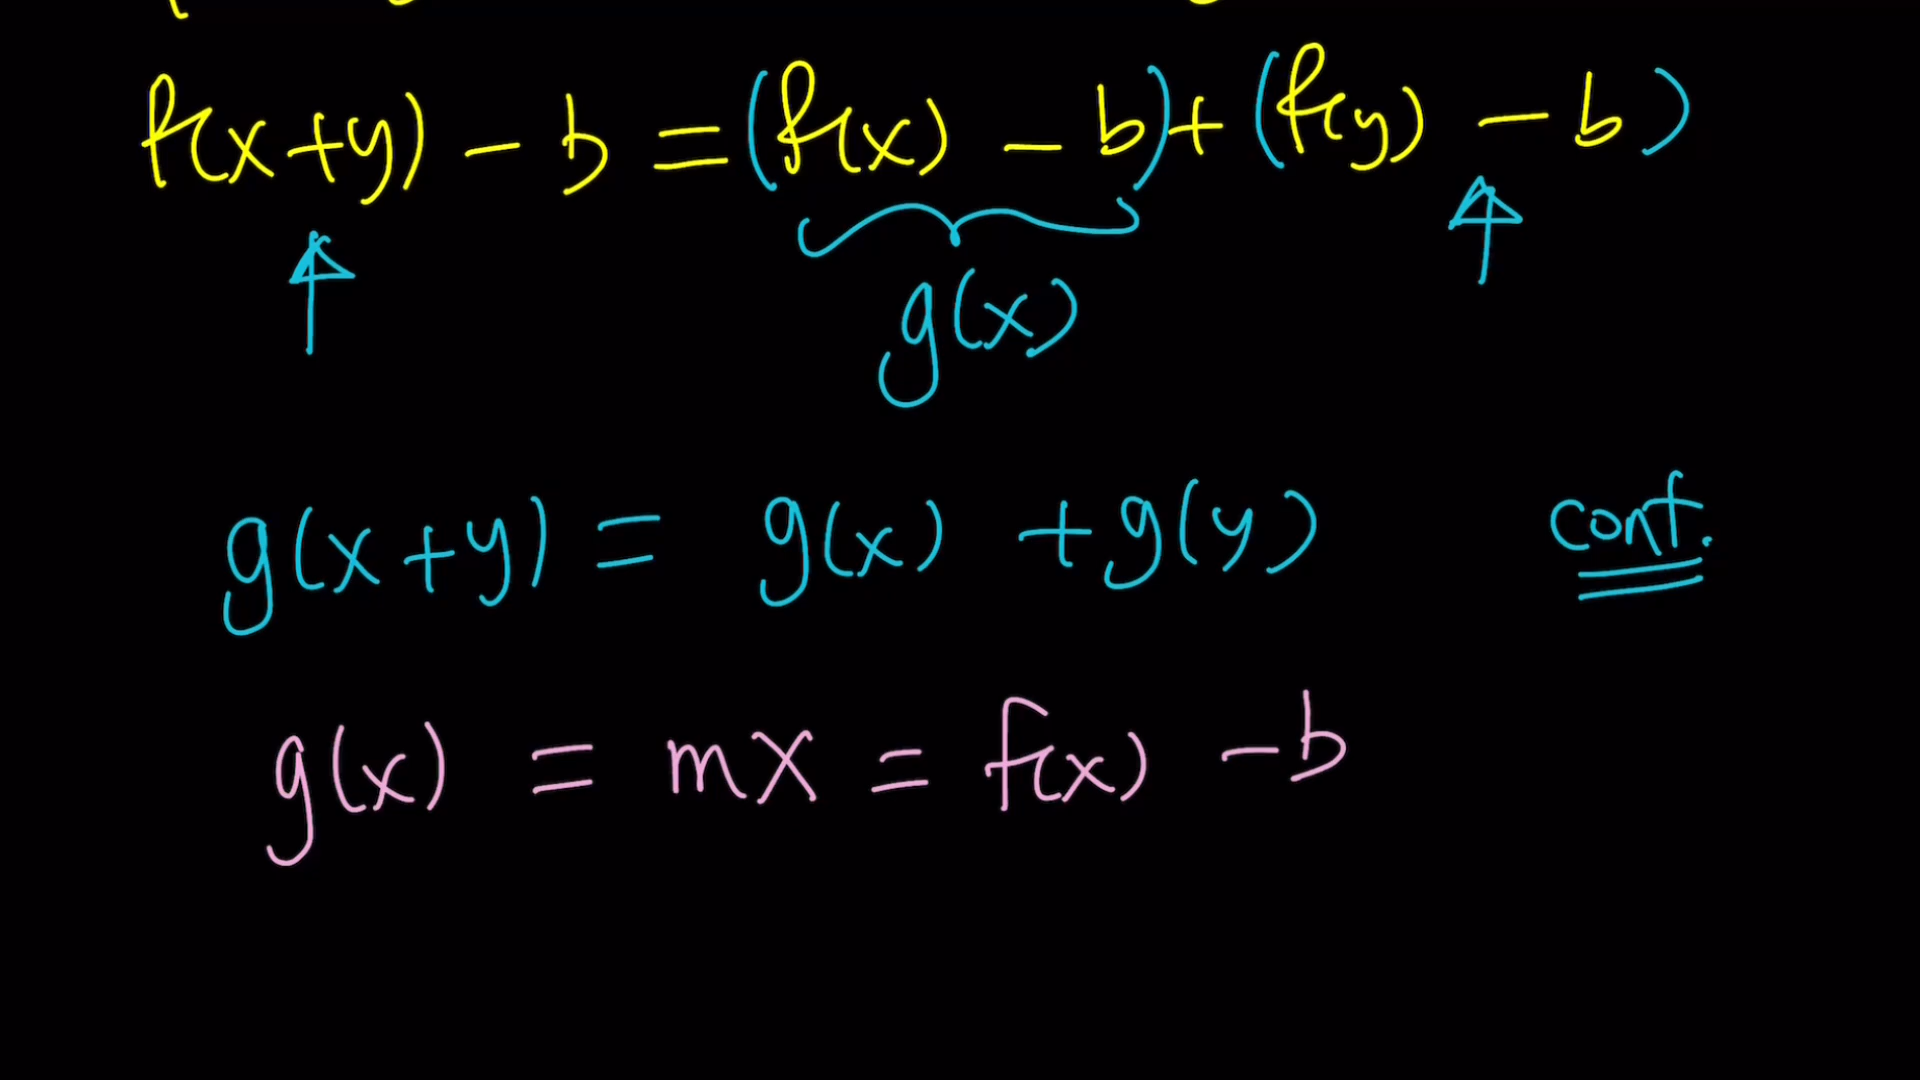 f(x+y) - b = (f(x) - b) + (f(y) - b)
g(x)
g(x+y) = g(x) + g(y) cont.
g(x) = mx = f(x) - b